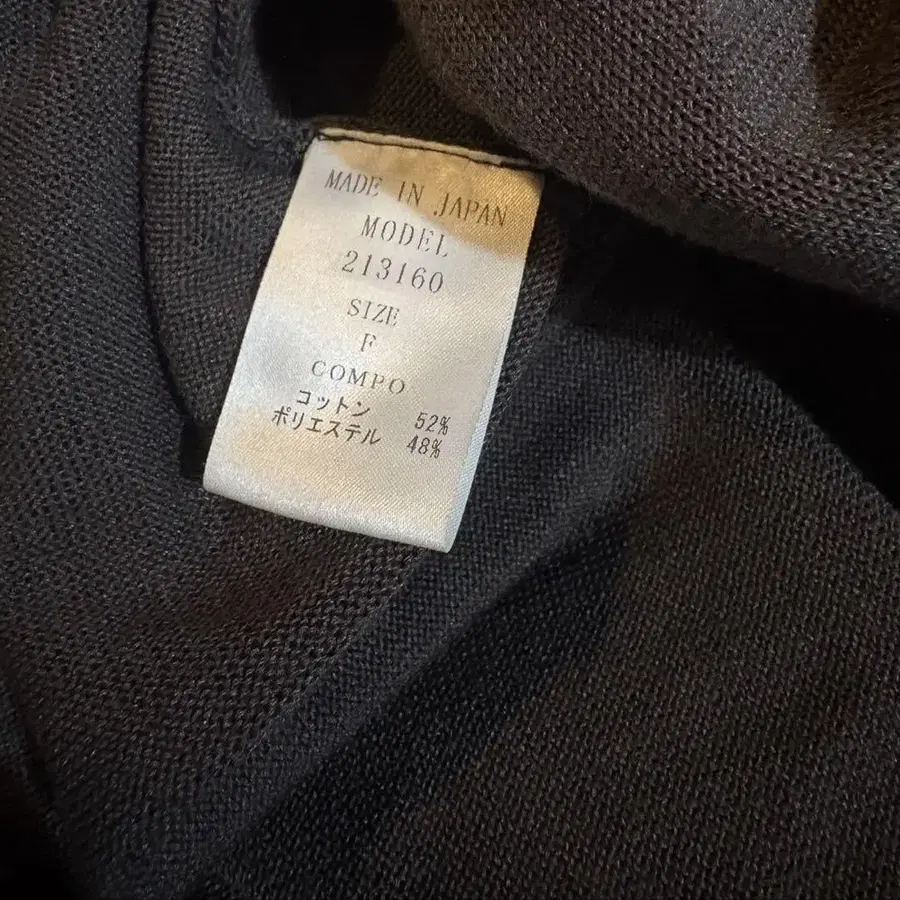 MADE IN JAPAN
MODEL
213160
SIZE
F
COMPO
コットン 52%
ポリエステル 48%